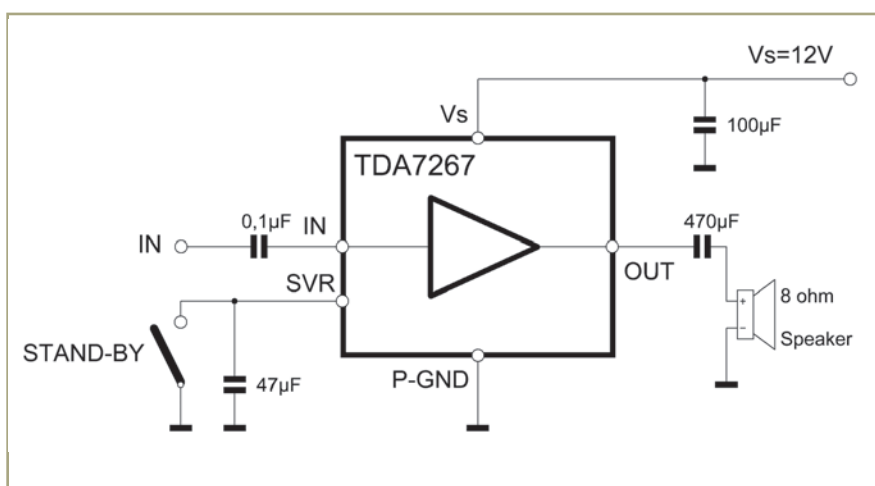 Vs=12V
Vs
100µF
TDA7267
0,1µF
IN
IN
470µF
OUT
SVR
8 ohm
Speaker
STAND-BY
47µF
P-GND
+
−